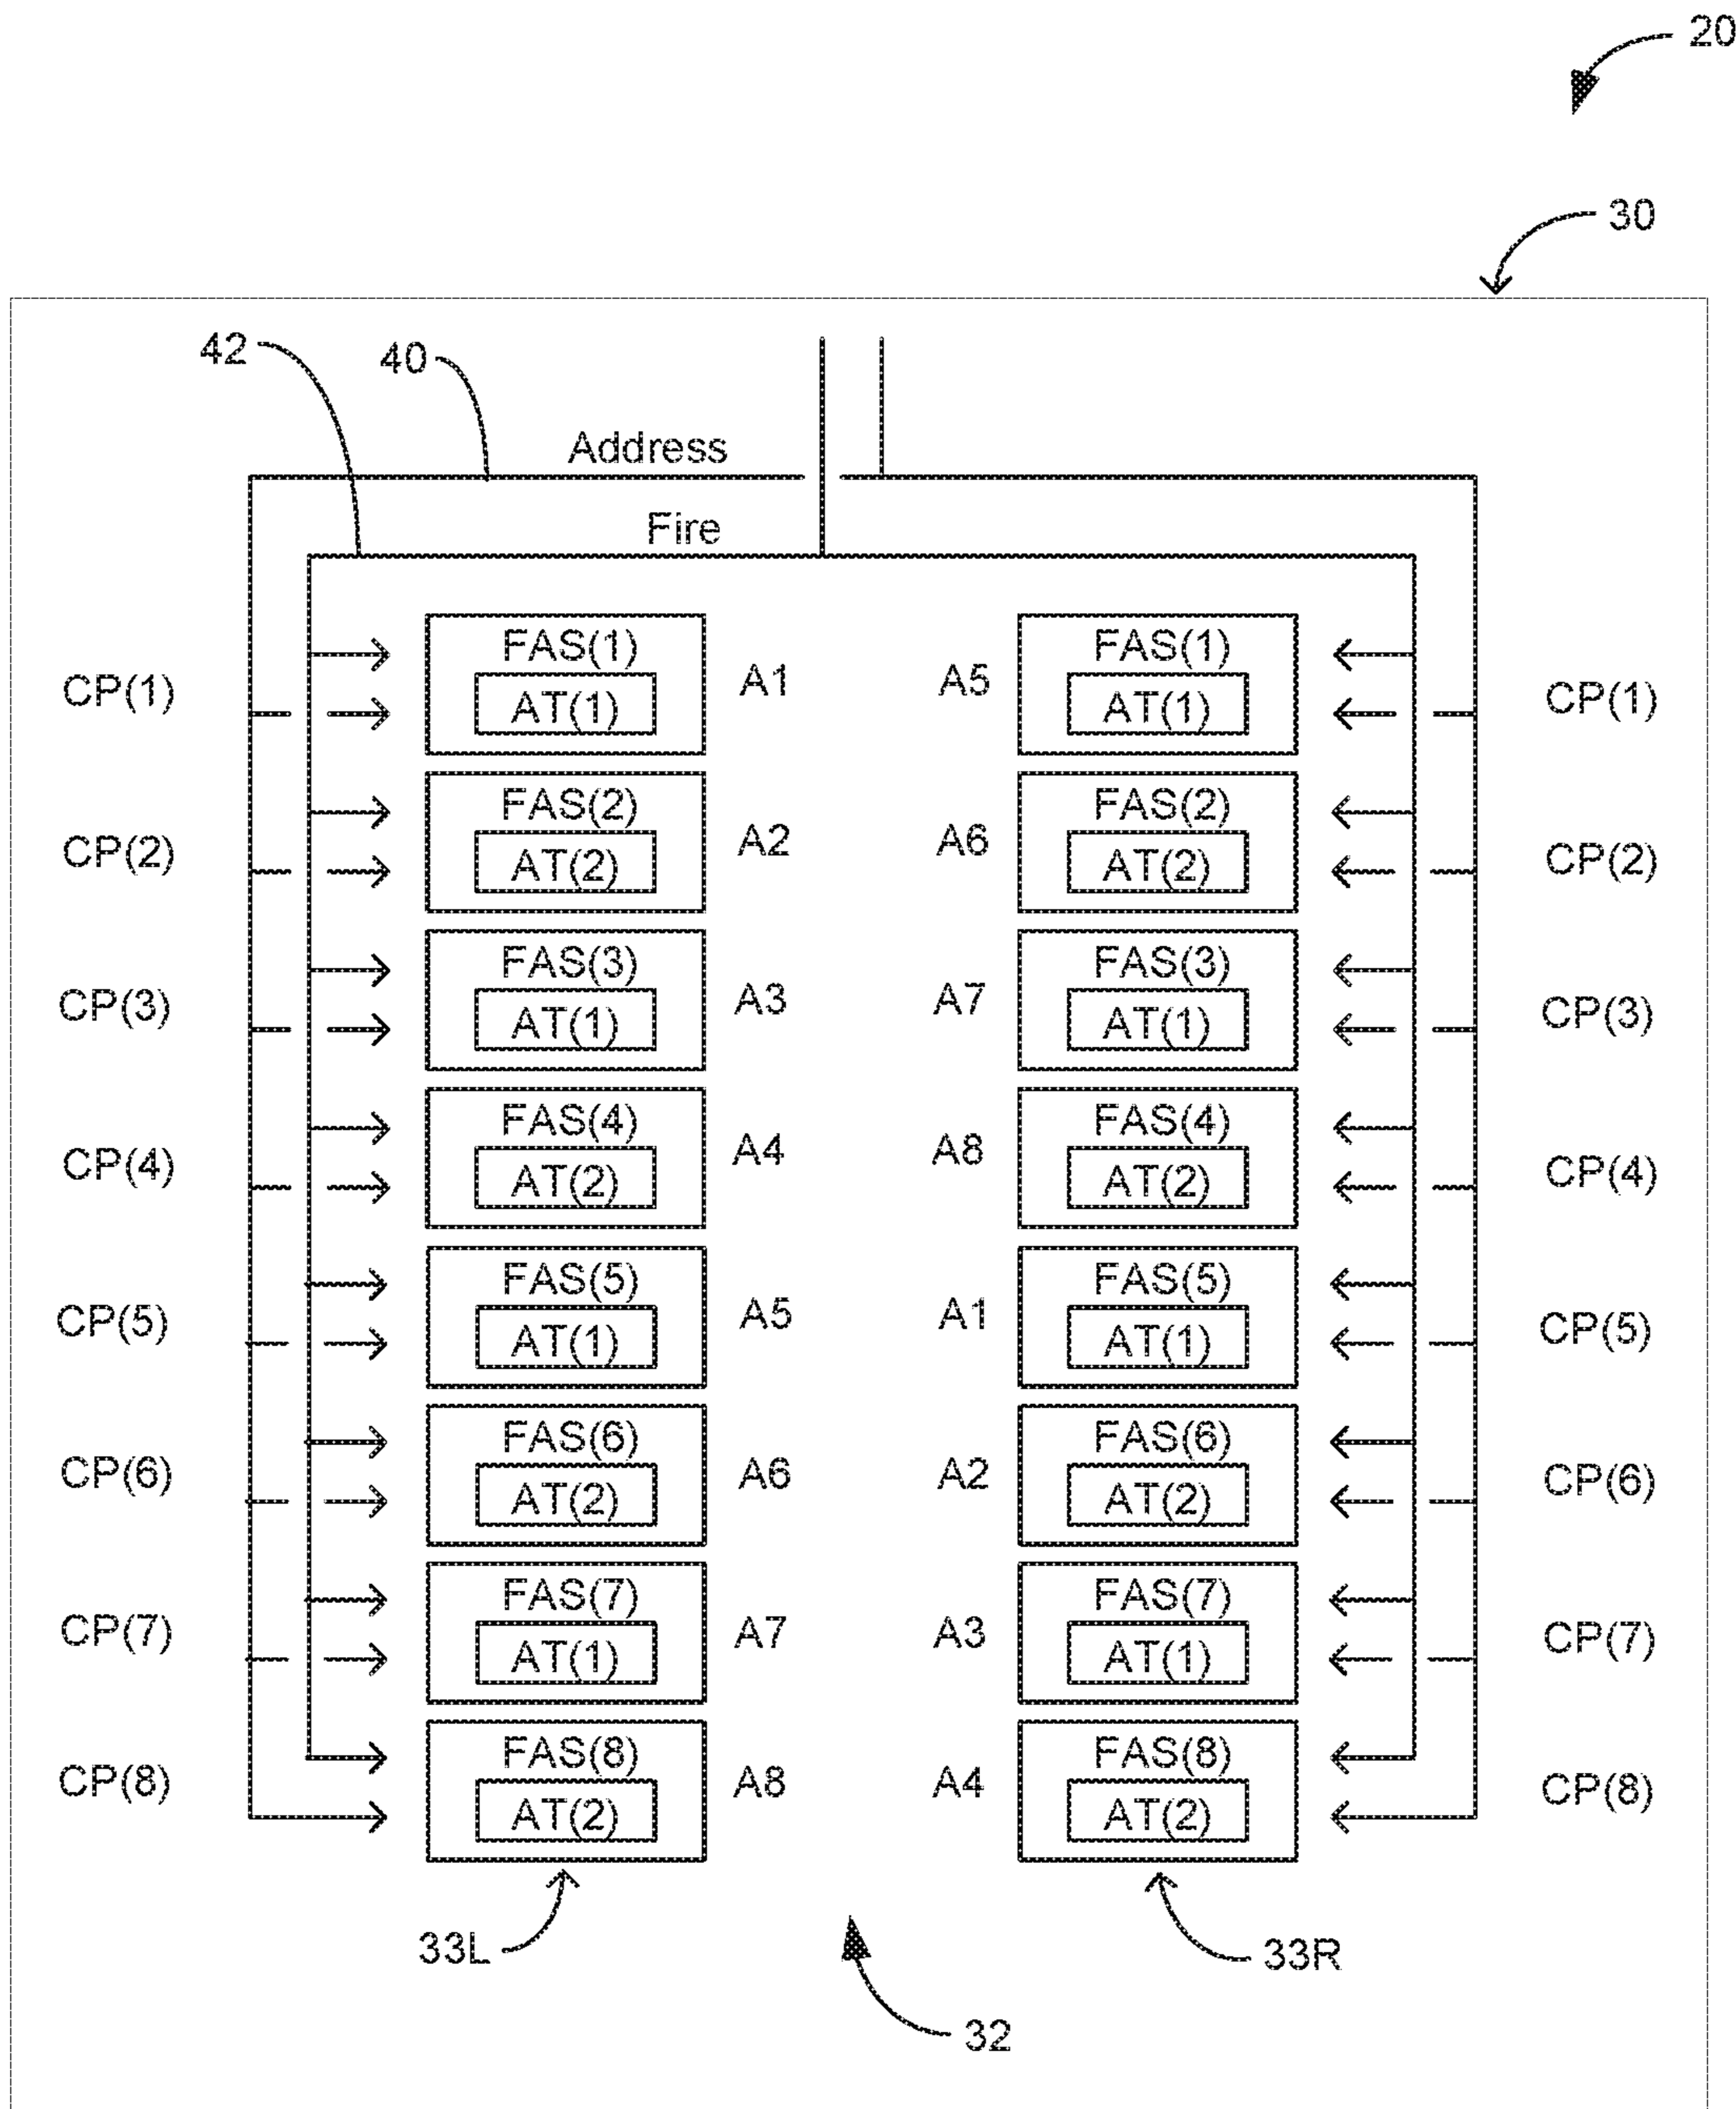 20
30
42
40
Address
Fire
FAS(1) FAS(1)
CP(1) AT(1) A1 A5 AT(1) CP(1)
FAS(2) FAS(2)
CP(2) AT(2) A2 A6 AT(2) CP(2)
FAS(3) FAS(3)
CP(3) AT(1) A3 A7 AT(1) CP(3)
FAS(4) FAS(4)
CP(4) AT(2) A4 A8 AT(2) CP(4)
FAS(5) FAS(5)
CP(5) AT(1) A5 A1 AT(1) CP(5)
FAS(6) FAS(6)
CP(6) AT(2) A6 A2 AT(2) CP(6)
FAS(7) FAS(7)
CP(7) AT(1) A7 A3 AT(1) CP(7)
FAS(8) FAS(8)
CP(8) AT(2) A8 A4 AT(2) CP(8)
33L 33R
32